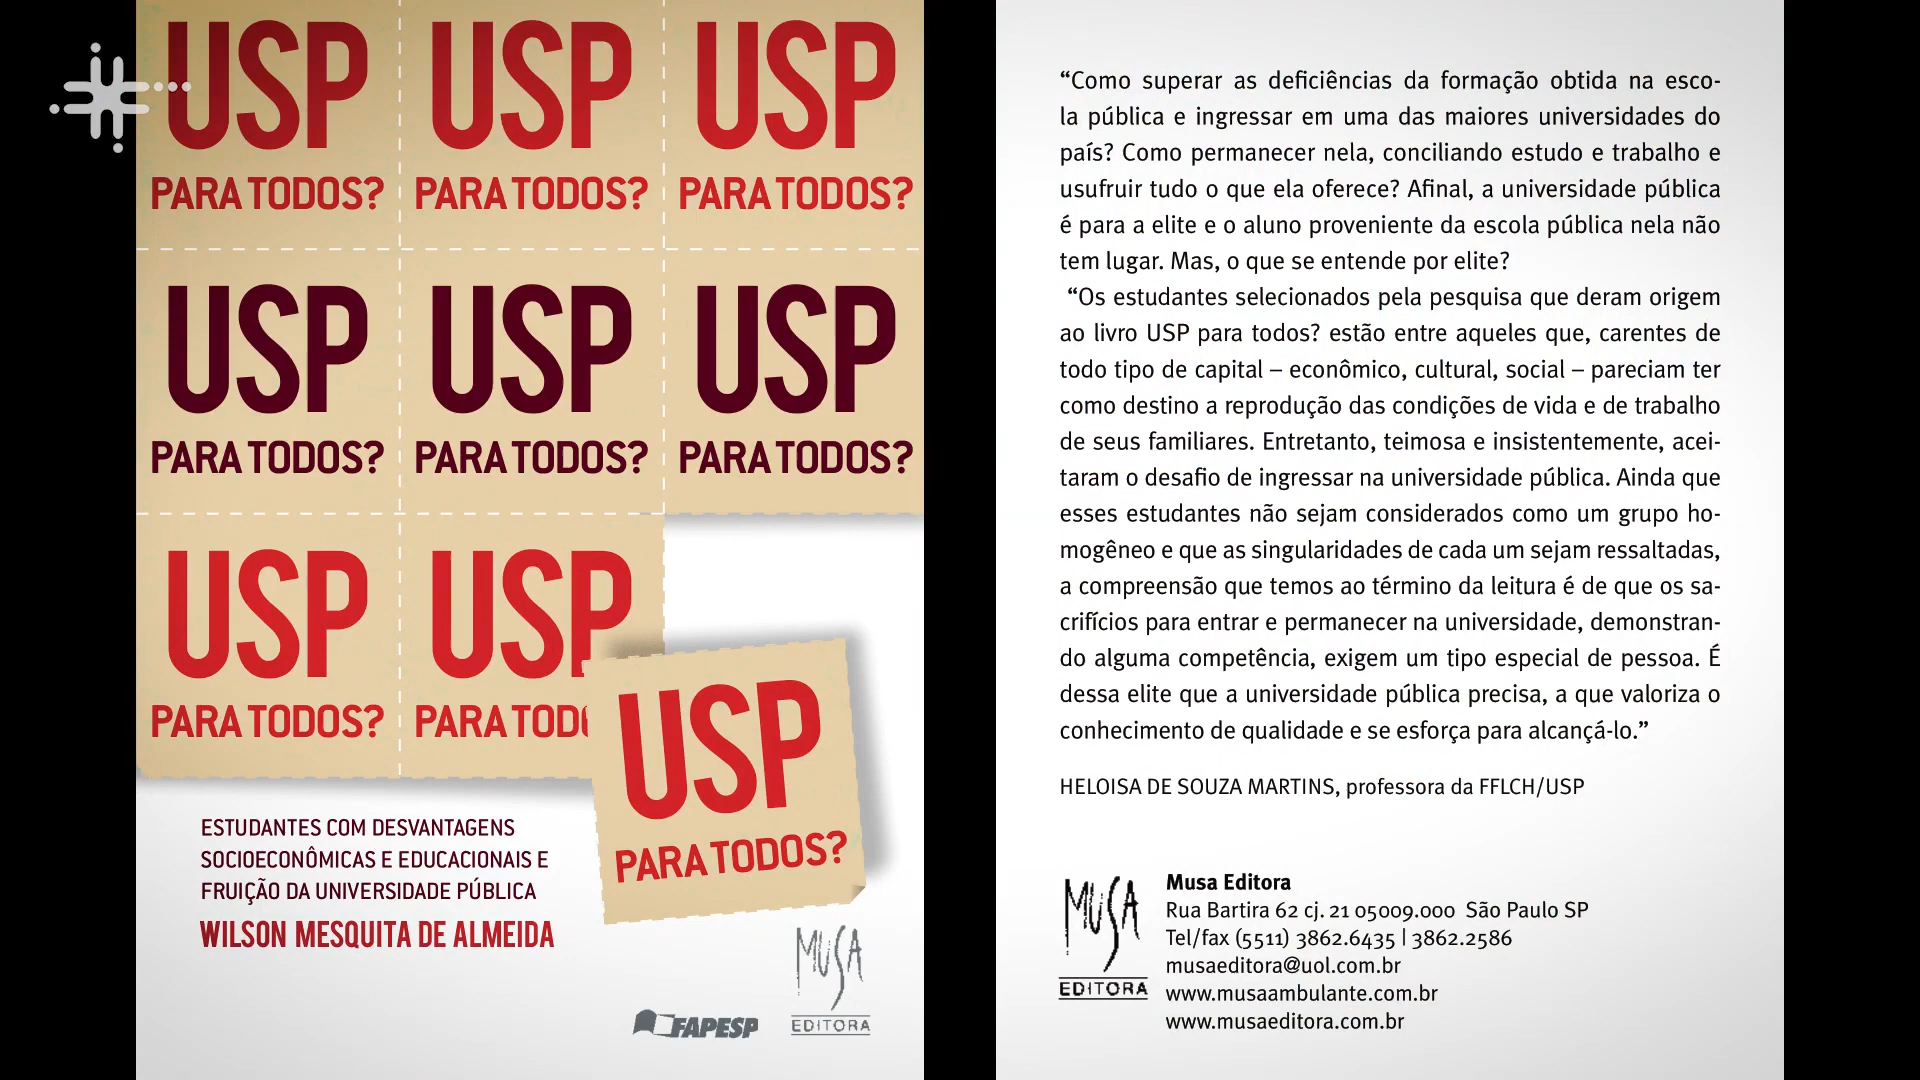 USP USP USP
PARA TODOS? PARA TODOS? PARA TODOS?
USP USP USP
PARA TODOS? PARA TODOS? PARA TODOS?
USP USP
PARA TODOS? PARA TODO
USP
PARA TODOS?
ESTUDANTES COM DESVANTAGENS
SOCIOECONÔMICAS E EDUCACIONAIS E
FRUIÇÃO DA UNIVERSIDADE PÚBLICA
WILSON MESQUITA DE ALMEIDA
FAPESP
MUSA
EDITORA
“Como superar as deficiências da formação obtida na esco-
la pública e ingressar em uma das maiores universidades do
país? Como permanecer nela, conciliando estudo e trabalho e
usufruir tudo o que ela oferece? Afinal, a universidade pública
é para a elite e o aluno proveniente da escola pública nela não
tem lugar. Mas, o que se entende por elite?
“Os estudantes selecionados pela pesquisa que deram origem
ao livro USP para todos? estão entre aqueles que, carentes de
todo tipo de capital – econômico, cultural, social – pareciam ter
como destino a reprodução das condições de vida e de trabalho
de seus familiares. Entretanto, teimosa e insistentemente, acei-
taram o desafio de ingressar na universidade pública. Ainda que
esses estudantes não sejam considerados como um grupo ho-
mogêneo e que as singularidades de cada um sejam ressaltadas,
a compreensão que temos ao término da leitura é de que os sa-
crifícios para entrar e permanecer na universidade, demonstran-
do alguma competência, exigem um tipo especial de pessoa. É
dessa elite que a universidade pública precisa, a que valoriza o
conhecimento de qualidade e se esforça para alcançá-lo.”
HELOISA DE SOUZA MARTINS, professora da FFLCH/USP
MUSA
EDITORA
Musa Editora
Rua Bartira 62 cj. 21 05009.000 São Paulo SP
Tel/fax (5511) 3862.6435 | 3862.2586
musaeditora@uol.com.br
www.musaambulante.com.br
www.musaeditora.com.br